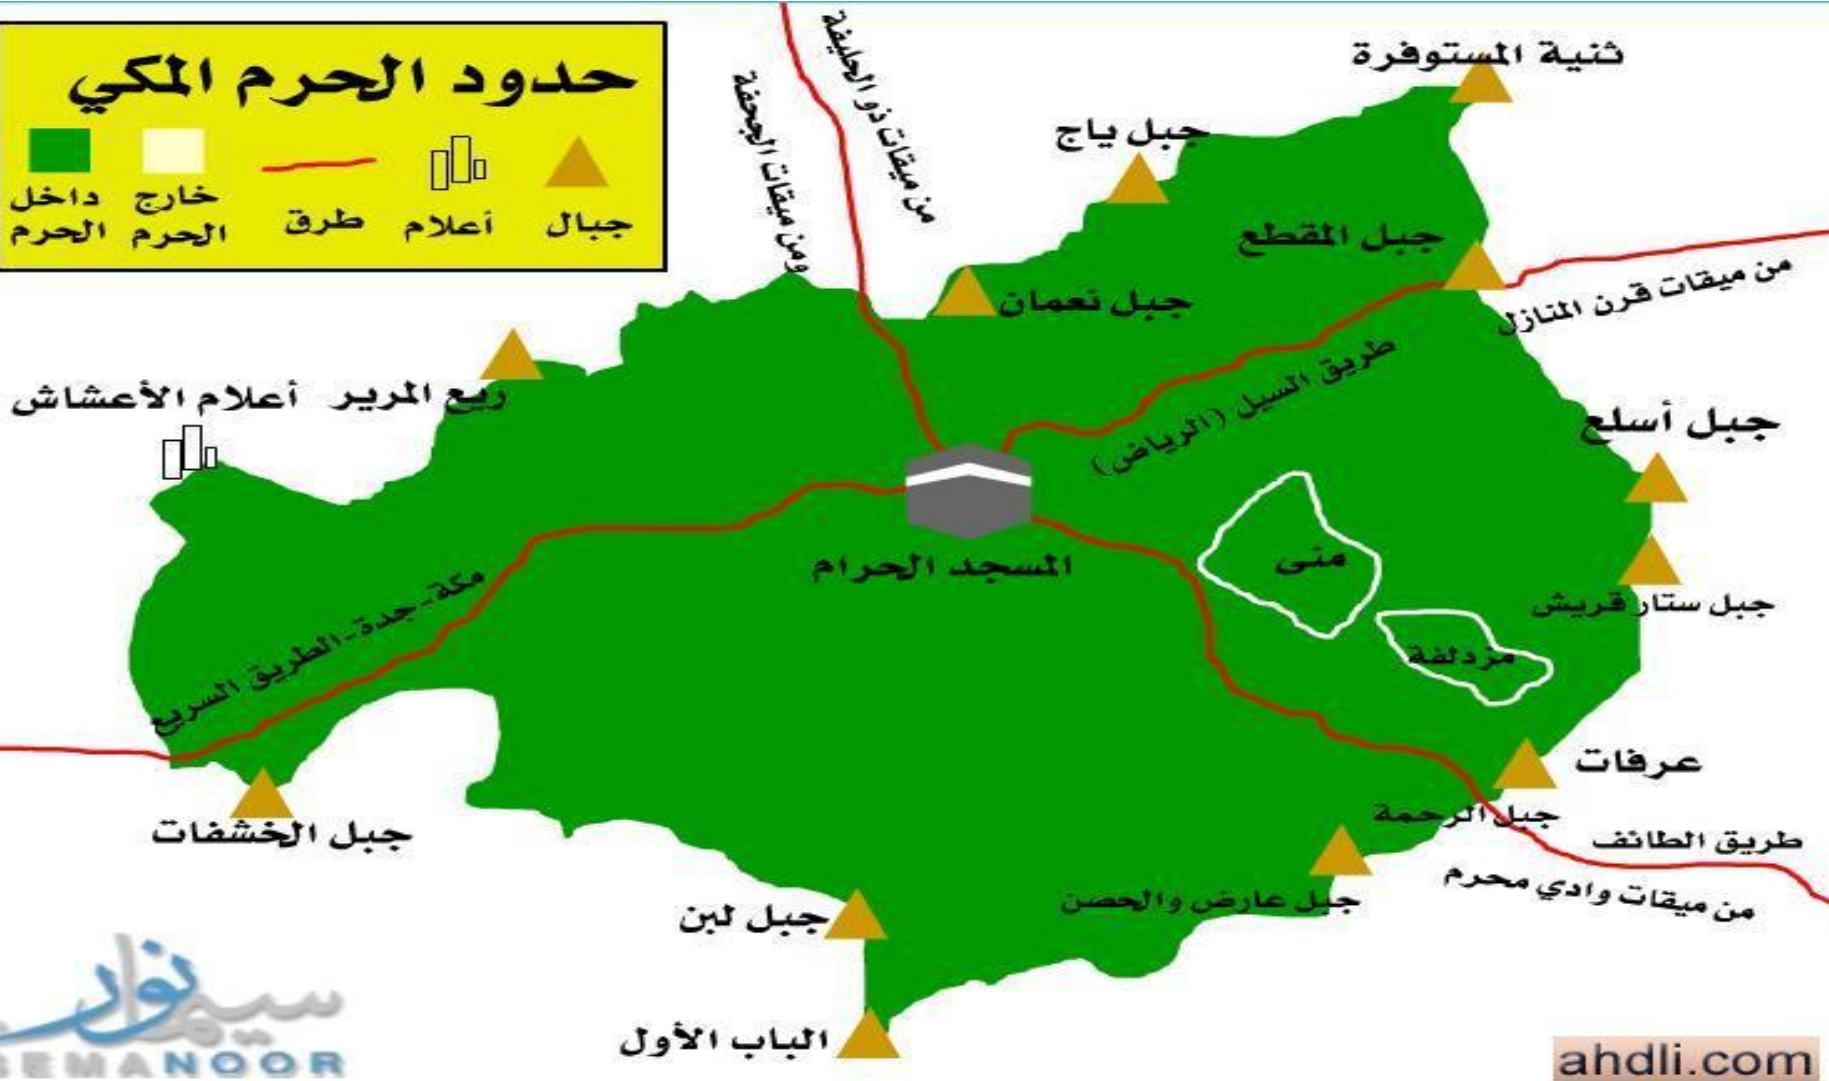 حدود الحرم المكي
جبال
أعلام
طرق
خارج
الحرم
داخل
الحرم
من ميقات ذو الحليفة
ومن ميقات الجحفة
ثنية المستوفرة
جبل ياج
جبل المقطع
من ميقات قرن المنازل
جبل نعمان
طريق السيل (الرياض)
ريع المرير
أعلام الأعشاش
جبل أسلع
المسجد الحرام
منى
جبل ستار قريش
مزدلفة
مكة-جدة-الطريق السريع
عرفات
جبل الرحمة
طريق الطائف
من ميقات وادي محرم
جبل الخشفات
جبل عارض والحصن
جبل لبن
الباب الأول
سيما نور
SEMANOOR
ahdli.com